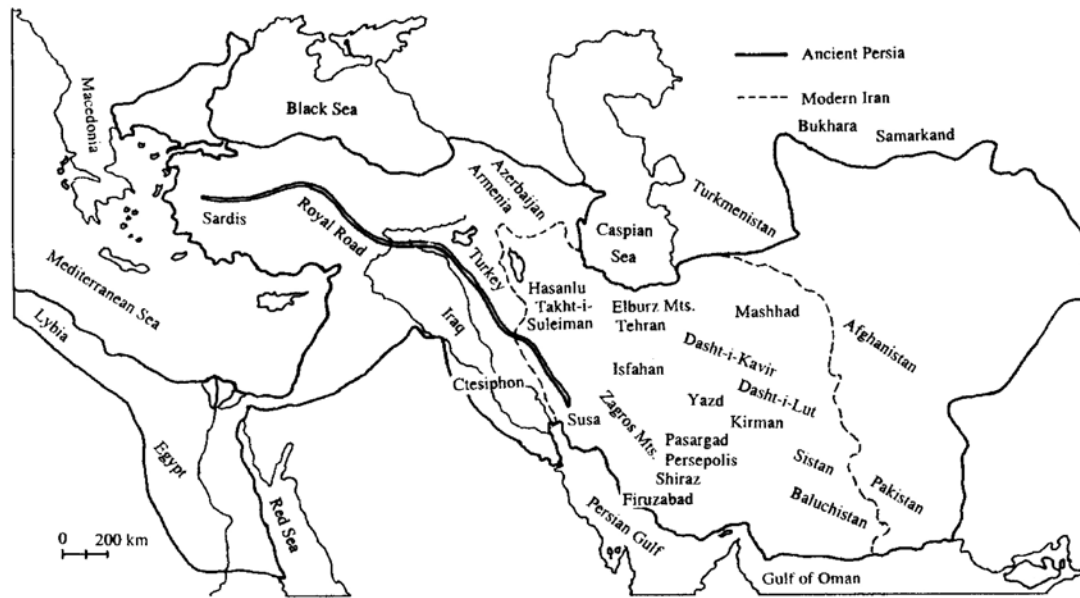 Ancient Persia
Modern Iran
Macedonia
Black Sea
Bukhara
Samarkand
Azerbaijan
Armenia
Turkmenistan
Sardis
Royal Road
Caspian
Sea
Mediterranean Sea
Turkey
Hasanlu
Takht-i-
Suleiman
Elburz Mts.
Tehran
Mashhad
Lybia
Iraq
Afghanistan
Dasht-i-Kavir
Isfahan
Ctesiphon
Dasht-i-Lut
Yazd
Susa
Zagros Mts.
Kirman
Pasargad
Persepolis
Shiraz
Egypt
Sistan
Firuzabad
Baluchistan
Pakistan
Red Sea
Persian Gulf
0 200 km
Gulf of Oman